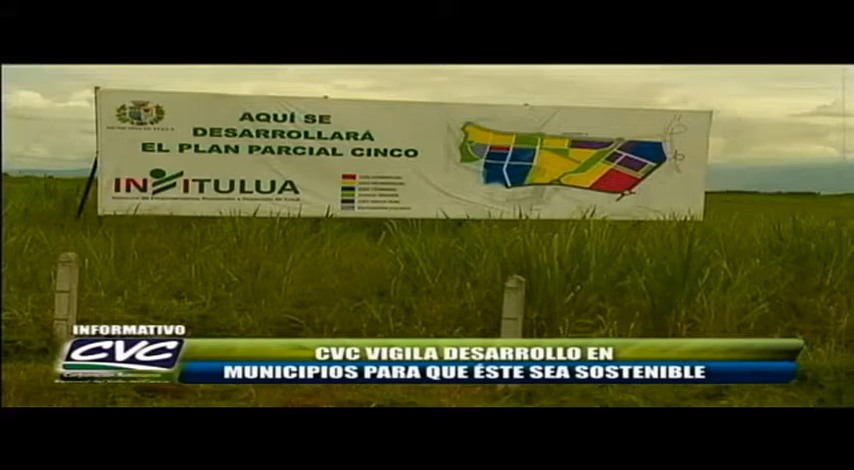 AQUÍ SE
DESARROLLARÁ
EL PLAN PARCIAL CINCO
INFITULUA
INFORMATIVO
CVC
CVC VIGILA DESARROLLO EN
MUNICIPIOS PARA QUE ÉSTE SEA SOSTENIBLE